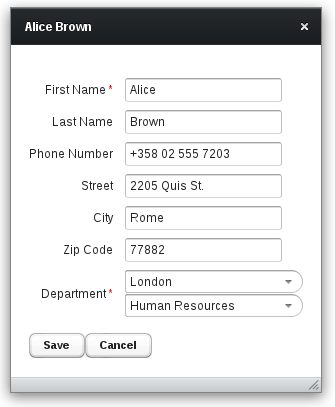 Alice Brown ×
First Name * Alice
Last Name Brown
Phone Number +358 02 555 7203
Street 2205 Quis St.
City Rome
Zip Code 77882
Department * London
Human Resources
Save Cancel